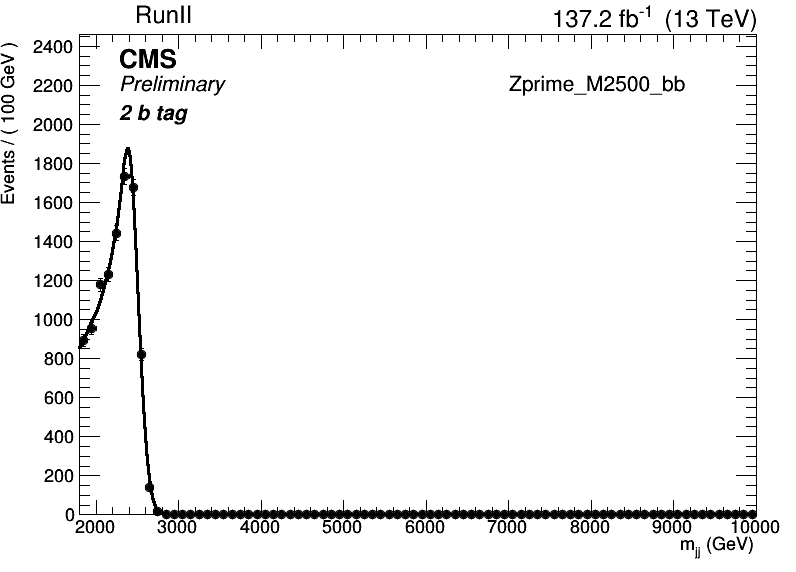 RunII
137.2 fb-1 (13 TeV)
CMS
Preliminary
2 b tag
Zprime_M2500_bb
Events / ( 100 GeV )
2400
2200
2000
1800
1600
1400
1200
1000
800
600
400
200
0
2000 3000 4000 5000 6000 7000 8000 9000 10000
mjj (GeV)